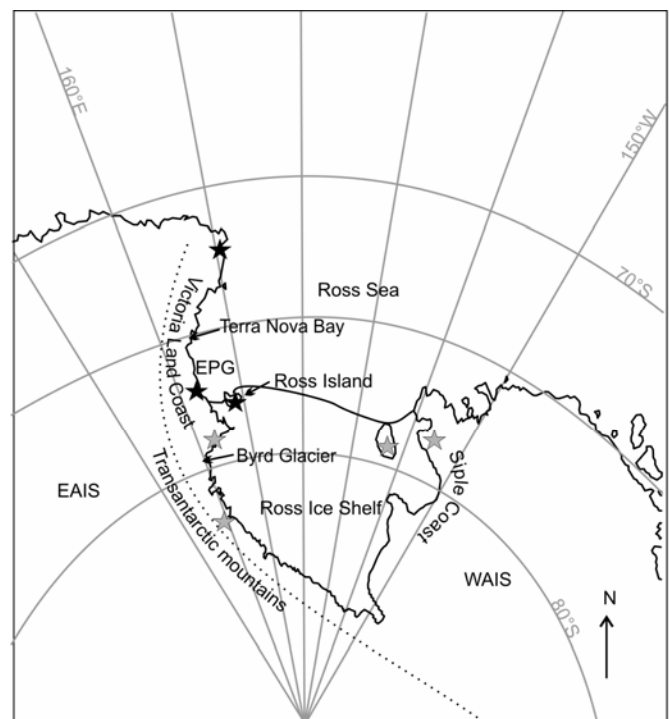 160°E
150°W
70°S
Ross Sea
Victoria Land Coast
Terra Nova Bay
EPG
Ross Island
Byrd Glacier
Siple Coast
EAIS
Ross Ice Shelf
Transantarctic mountains
WAIS
80°S
N